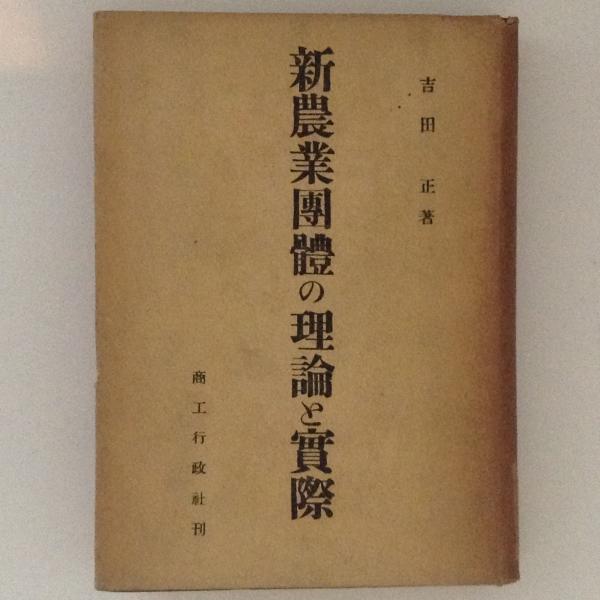 吉田正著
新農業團體の理論と實際
商工行政社刊